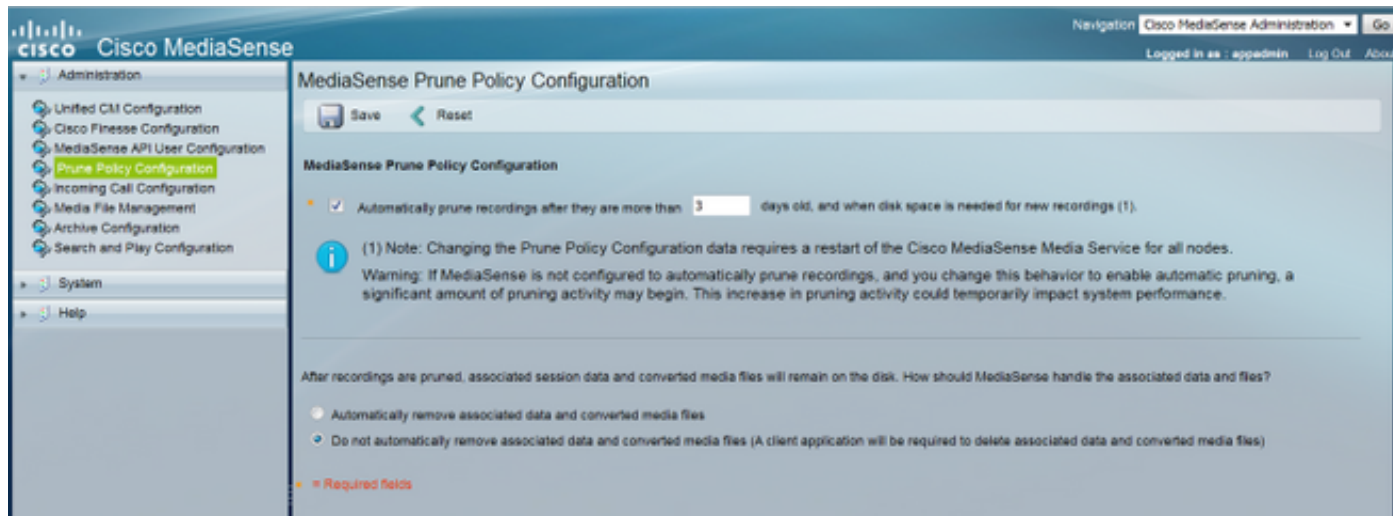 Navigation Cisco MediaSense Administration Go
CISCO Cisco MediaSense
Logged in as : appadmin Log Out Abou
Administration
Unified CM Configuration
Cisco Finesse Configuration
MediaSense API User Configuration
Prune Policy Configuration
Incoming Call Configuration
Media File Management
Archive Configuration
Search and Play Configuration
System
Help
MediaSense Prune Policy Configuration
Save Reset
MediaSense Prune Policy Configuration
* Automatically prune recordings after they are more than 3 days old, and when disk space is needed for new recordings (1).
(1) Note: Changing the Prune Policy Configuration data requires a restart of the Cisco MediaSense Media Service for all nodes.
Warning: If MediaSense is not configured to automatically prune recordings, and you change this behavior to enable automatic pruning, a
significant amount of pruning activity may begin. This increase in pruning activity could temporarily impact system performance.
After recordings are pruned, associated session data and converted media files will remain on the disk. How should MediaSense handle the associated data and files?
Automatically remove associated data and converted media files
Do not automatically remove associated data and converted media files (A client application will be required to delete associated data and converted media files)
* = Required fields